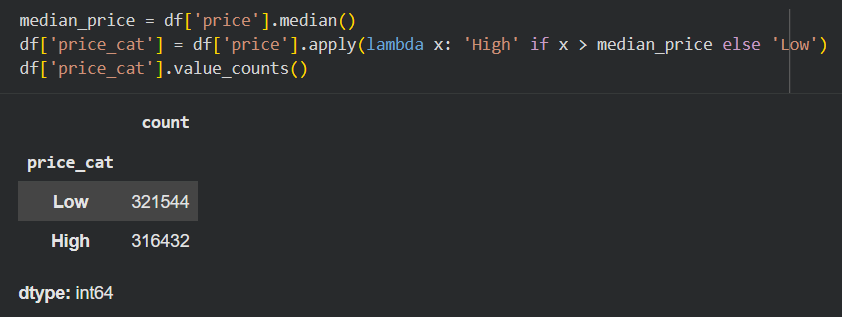 median_price = df['price'].median()
df['price_cat'] = df['price'].apply(lambda x: 'High' if x > median_price else 'Low')
df['price_cat'].value_counts()
count
price_cat
Low 321544
High 316432
dtype: int64